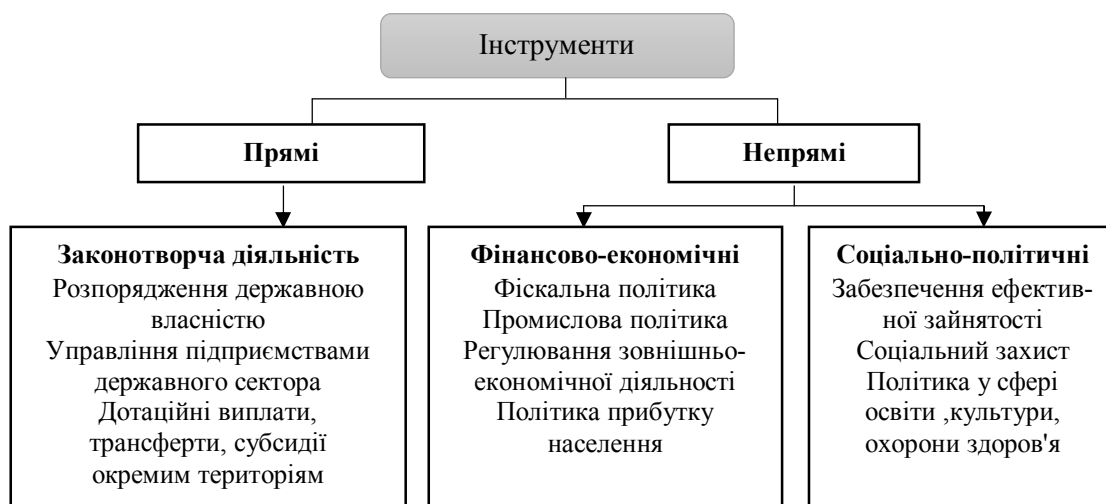 Інструменти
Прямі
Непрямі
Законотворча діяльність
Розпорядження державною
власністю
Управління підприємствами
державного сектора
Дотаційні виплати,
трансферти, субсидії
окремим територіям
Фінансово-економічні
Фіскальна політика
Промислова політика
Регулювання зовнішньо-
економічної діяльності
Політика прибутку
населення
Соціально-політичні
Забезпечення ефектив-
ної зайнятості
Соціальний захист
Політика у сфері
освіти ,культури,
охорони здоров'я